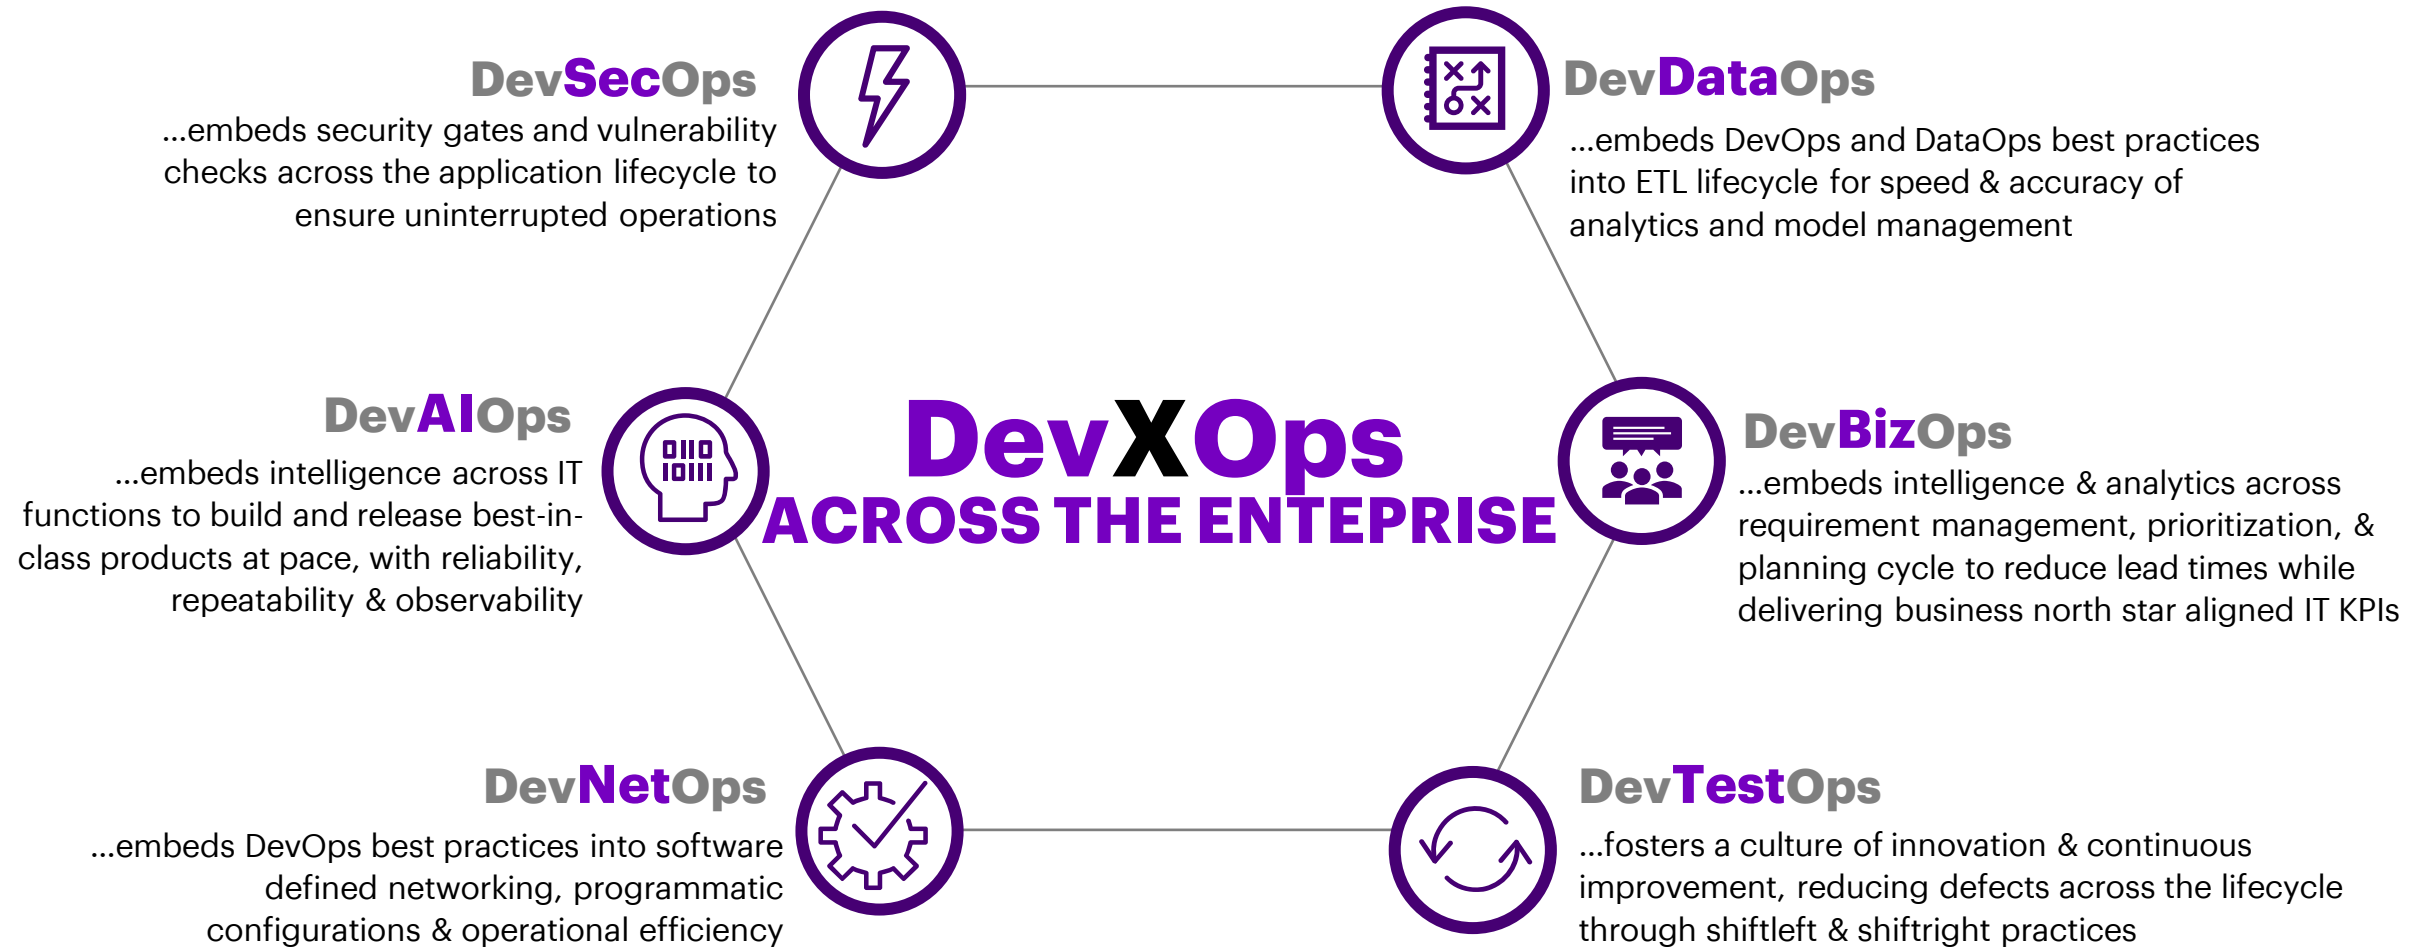 DevSecOps
...embeds security gates and vulnerability
checks across the application lifecycle to
ensure uninterrupted operations
DevDataOps
...embeds DevOps and DataOps best practices
into ETL lifecycle for speed & accuracy of
analytics and model management
DevAIOps
...embeds intelligence across IT
functions to build and release best-in-
class products at pace, with reliability,
repeatability & observability
0110
10111
DevXOps
ACROSS THE ENTEPRISE
DevBizOps
...embeds intelligence & analytics across
requirement management, prioritization, &
planning cycle to reduce lead times while
delivering business north star aligned IT KPIs
DevNetOps
...embeds DevOps best practices into software
defined networking, programmatic
configurations & operational efficiency
DevTestOps
...fosters a culture of innovation & continuous
improvement, reducing defects across the lifecycle
through shiftleft & shiftright practices